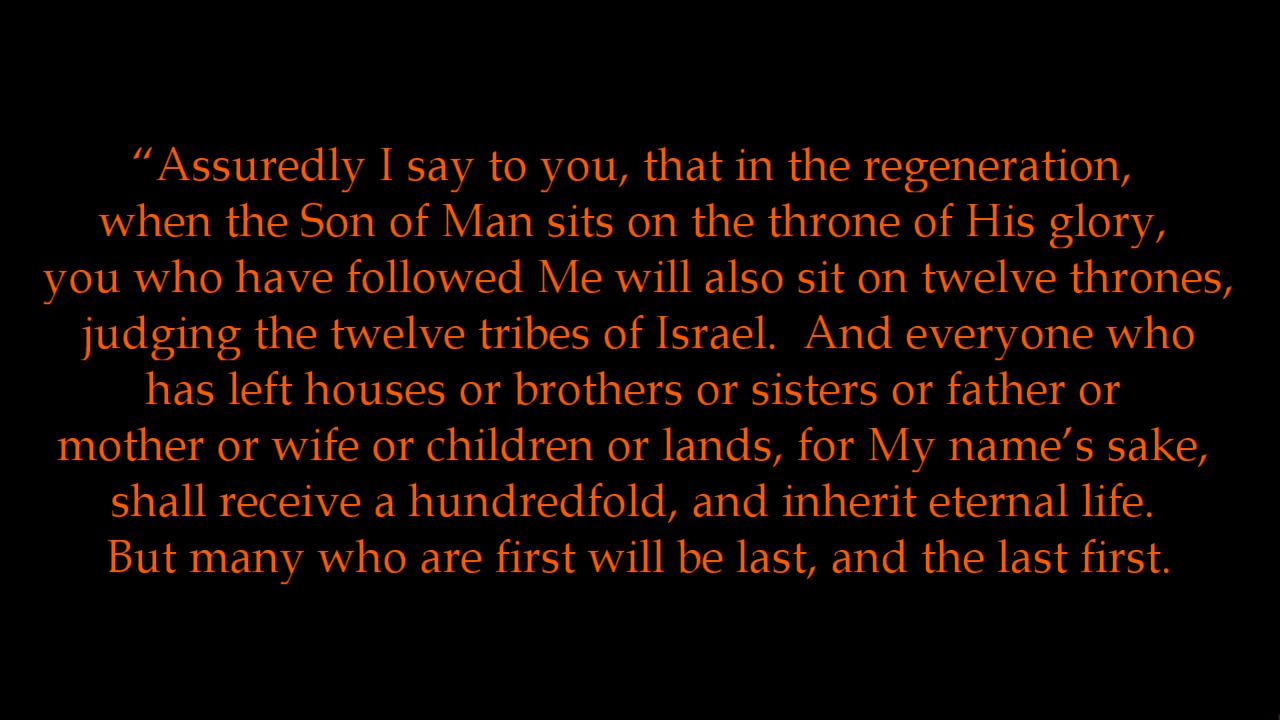 “Assuredly I say to you, that in the regeneration,
when the Son of Man sits on the throne of His glory,
you who have followed Me will also sit on twelve thrones,
judging the twelve tribes of Israel.  And everyone who
has left houses or brothers or sisters or father or
mother or wife or children or lands, for My name’s sake,
shall receive a hundredfold, and inherit eternal life.
But many who are first will be last, and the last first.